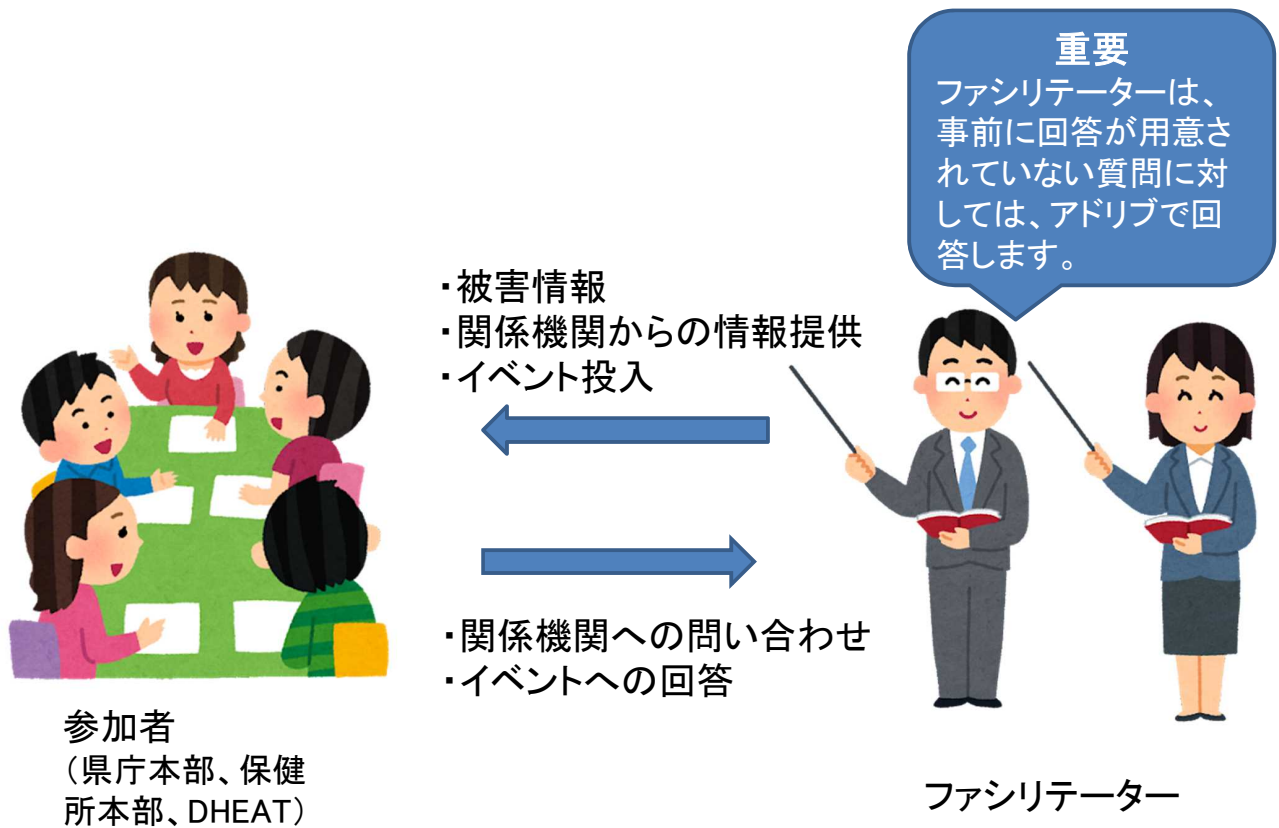 重要
ファシリテーターは、
事前に回答が用意さ
れていない質問に対
しては、アドリブで回
答します。
・被害情報
・関係機関からの情報提供
・イベント投入
・関係機関への問い合わせ
・イベントへの回答
参加者
（県庁本部、保健
所本部、DHEAT）
ファシリテーター